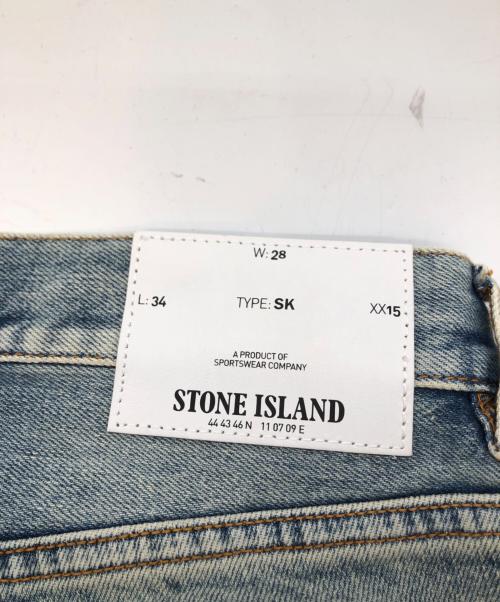 W: 28
L: 34 TYPE: SK XX15
A PRODUCT OF
SPORTSWEAR COMPANY
STONE ISLAND
44 43 46 N 11 07 09 E